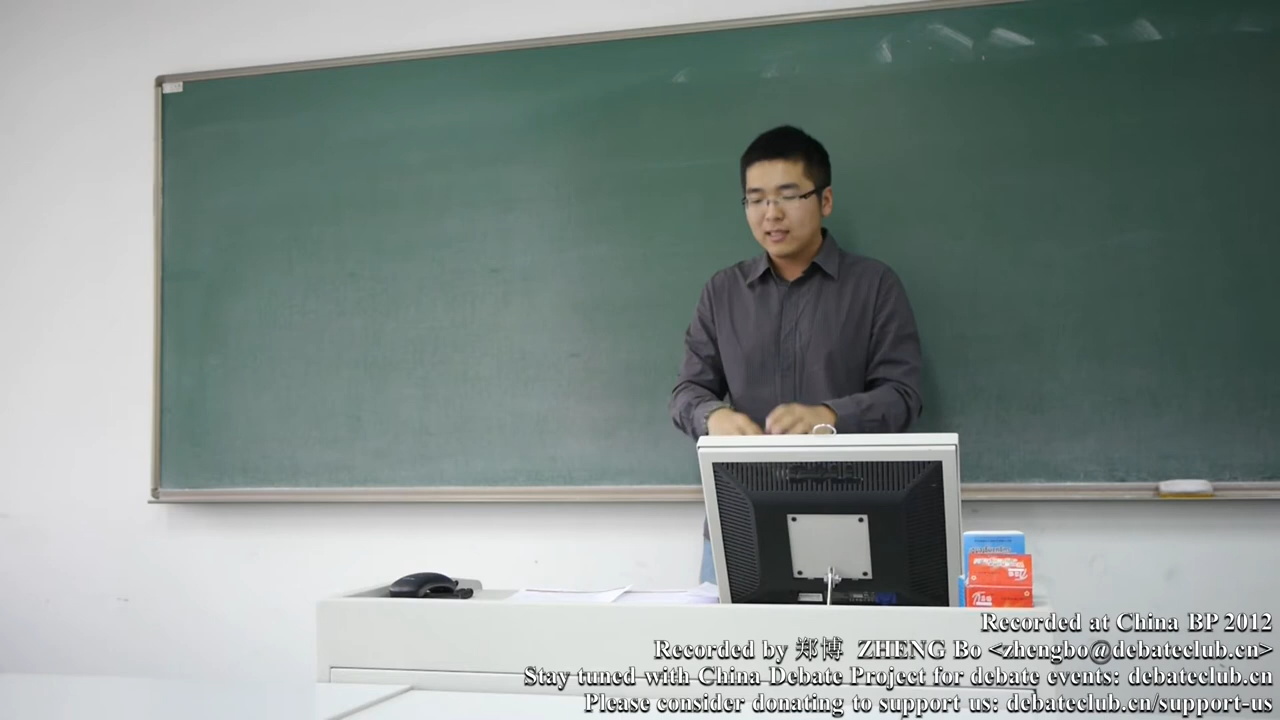 Recorded at China BP 2012
Recorded by 郑博 ZHENG Bo <zhengbo@debateclub.cn>
Stay tuned with China Debate Project for debate events: debateclub.cn
Please consider donating to support us: debateclub.cn/support-us